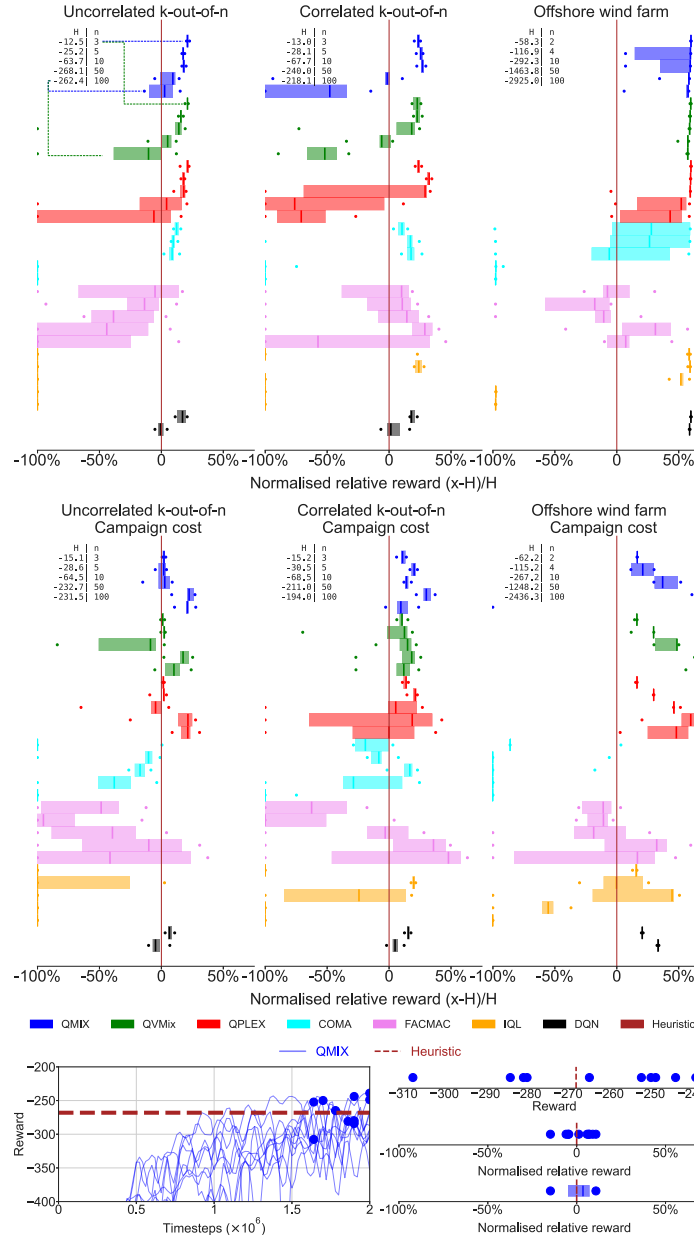 Uncorrelated k-out-of-n
Correlated k-out-of-n
Offshore wind farm
H n
-12.5 3
-25.2 5
-63.7 10
-268.1 50
-262.4 100
H n
-13.0 3
-28.1 5
-67.7 10
-240.0 50
-218.1 100
H n
-58.3 2
-116.9 4
-292.3 10
-1463.8 50
-2925.0 100
-100% -50% 0 50%
-100% -50% 0 50%
-100% -50% 0 50%
Normalised relative reward (x-H)/H
Uncorrelated k-out-of-n
Campaign cost
Correlated k-out-of-n
Campaign cost
Offshore wind farm
Campaign cost
H n
-15.1 3
-28.6 5
-64.5 10
-232.7 50
-231.5 100
H n
-15.2 3
-30.5 5
-68.5 10
-211.0 50
-194.0 100
H n
-62.2 2
-115.2 4
-267.2 10
-1248.2 50
-2436.3 100
-100% -50% 0 50%
-100% -50% 0 50%
-100% -50% 0 50%
Normalised relative reward (x-H)/H
QMIX QVMix QPLEX COMA FACMAC IQL DQN Heuristic
QMIX Heuristic
Reward
-200
-250
-300
-350
-400
0 0.5 1 1.5 2
Timesteps (×10⁶)
-310 -300 -290 -280 -270 -260 -250
Reward
-100% -50% 0 50%
Normalised relative reward
-100% -50% 0 50%
Normalised relative reward